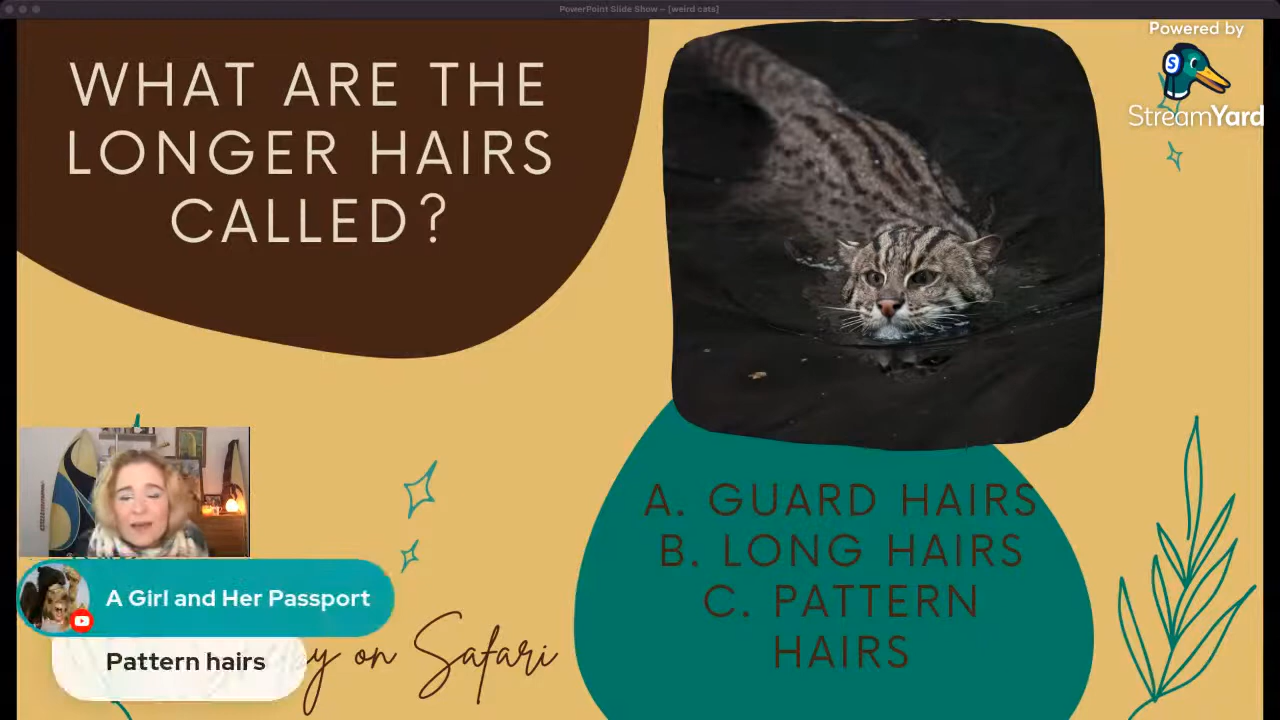 PowerPoint Slide Show – [weird cats]
Powered by
StreamYard
WHAT ARE THE
LONGER HAIRS
CALLED?
A. GUARD HAIRS
B. LONG HAIRS
C. PATTERN
HAIRS
A Girl and Her Passport
Pattern hairs
on Safari